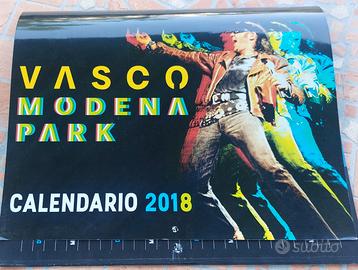 VASCO
MODENA
PARK
CALENDARIO 2018
subito